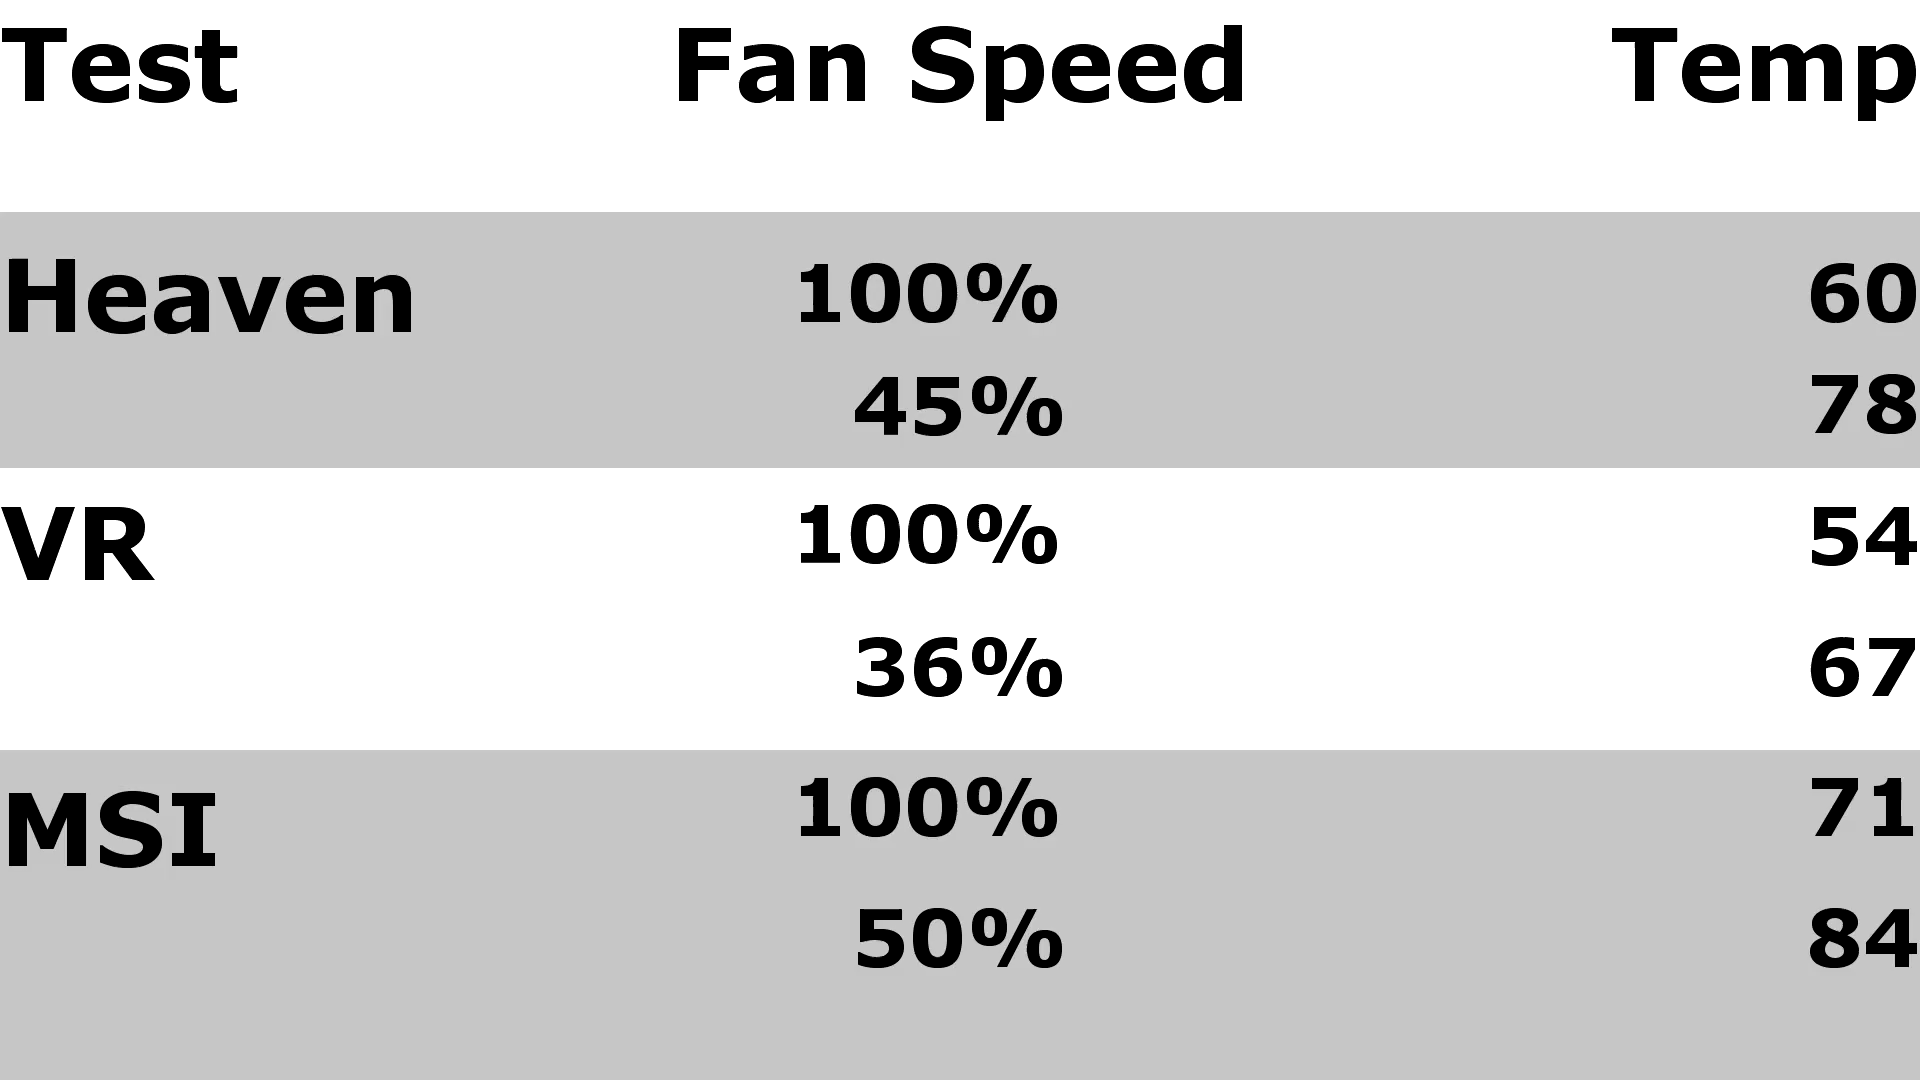 Test Fan Speed Temp
Heaven 100% 60
45% 78
VR 100% 54
36% 67
MSI 100% 71
50% 84